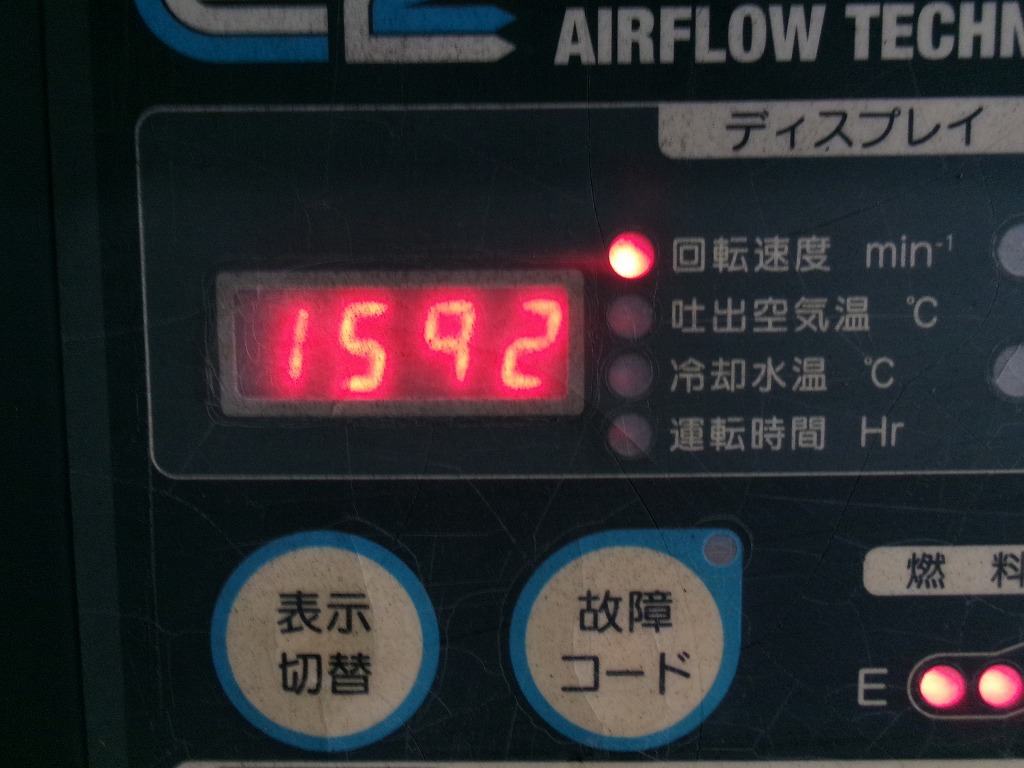 AIRFLOW
ディスプレイ
1592
回転速度 min⁻¹
吐出空気温 ℃
冷却水温 ℃
運転時間 Hr
表示
切替
故障
コード
燃 料
E